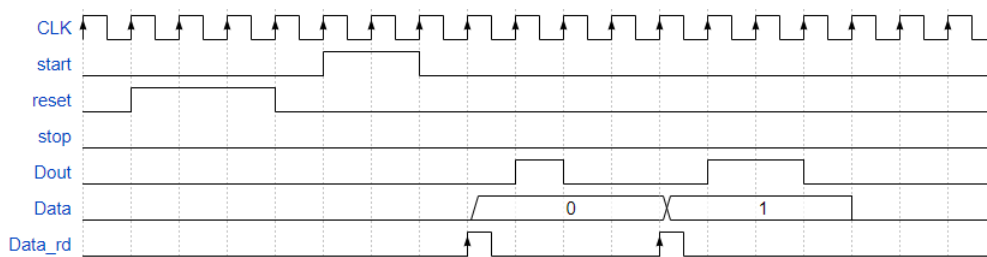 CLK
start
reset
stop
Dout
Data 0 1
Data_rd